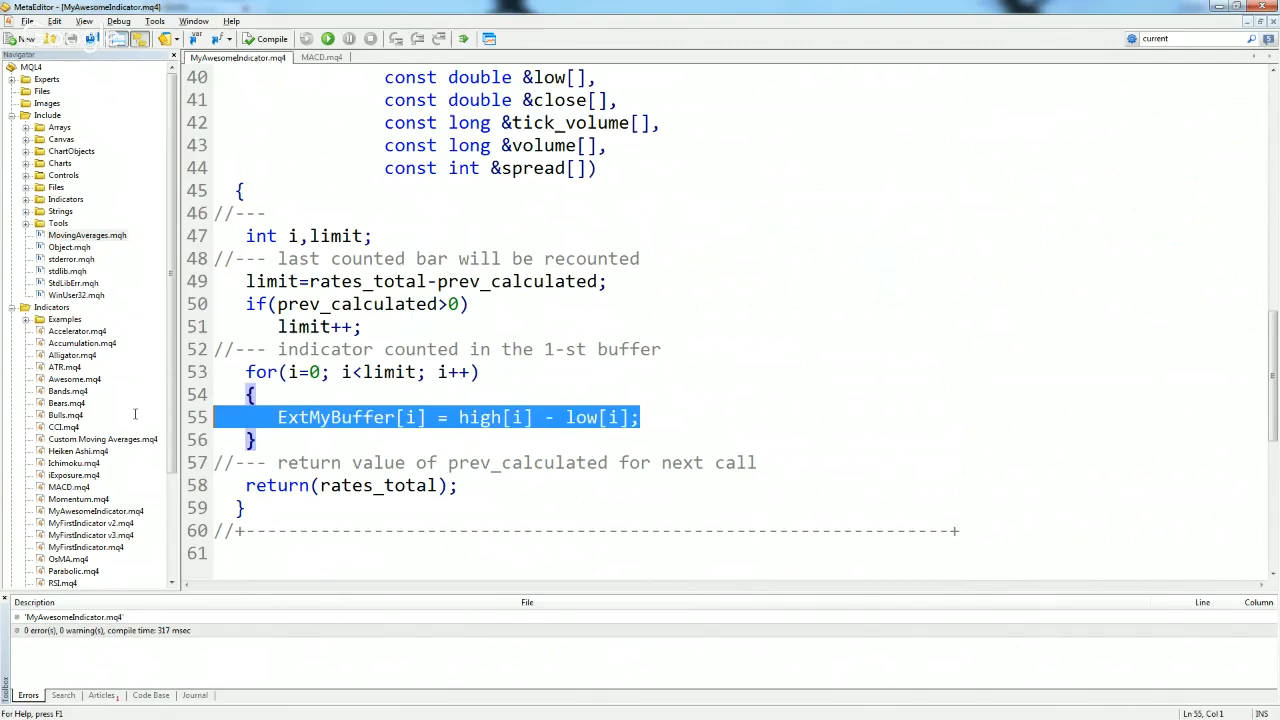 MetaEditor - [MyAwesomeIndicator.mq4]
File Edit View Debug Tools Window Help
New Compile current
Navigator MyAwesomeIndicator.mq4 MACD.mq4
MQL4
Experts
Files
Images
Include
Arrays
Canvas
ChartObjects
Charts
Controls
Files
Indicators
Strings
Tools
MovingAverages.mqh
Object.mqh
stderror.mqh
stdlib.mqh
StdLibErr.mqh
WinUser32.mqh
Indicators
Examples
Accelerator.mq4
Accumulation.mq4
Alligator.mq4
ATR.mq4
Awesome.mq4
Bands.mq4
Bears.mq4
Bulls.mq4
CCI.mq4
Custom Moving Averages.mq4
Heiken Ashi.mq4
Ichimoku.mq4
iExposure.mq4
MACD.mq4
Momentum.mq4
MyAwesomeIndicator.mq4
MyFirstIndicator v2.mq4
MyFirstIndicator v3.mq4
MyFirstIndicator.mq4
OsMA.mq4
Parabolic.mq4
RSI.mq4
40 const double &low[],
41 const double &close[],
42 const long &tick_volume[],
43 const long &volume[],
44 const int &spread[])
45 {
46 //---
47 int i,limit;
48 //--- last counted bar will be recounted
49 limit=rates_total-prev_calculated;
50 if(prev_calculated>0)
51 limit++;
52 //--- indicator counted in the 1-st buffer
53 for(i=0; i<limit; i++)
54 {
55 ExtMyBuffer[i] = high[i] - low[i];
56 }
57 //--- return value of prev_calculated for next call
58 return(rates_total);
59 }
60 //+------------------------------------------------------------------+
61
Description File Line Column
'MyAwesomeIndicator.mq4'
0 error(s), 0 warning(s), compile time: 317 msec
Toolbox
Errors Search Articles 1 Code Base Journal
For Help, press F1 Ln 55, Col 1 INS